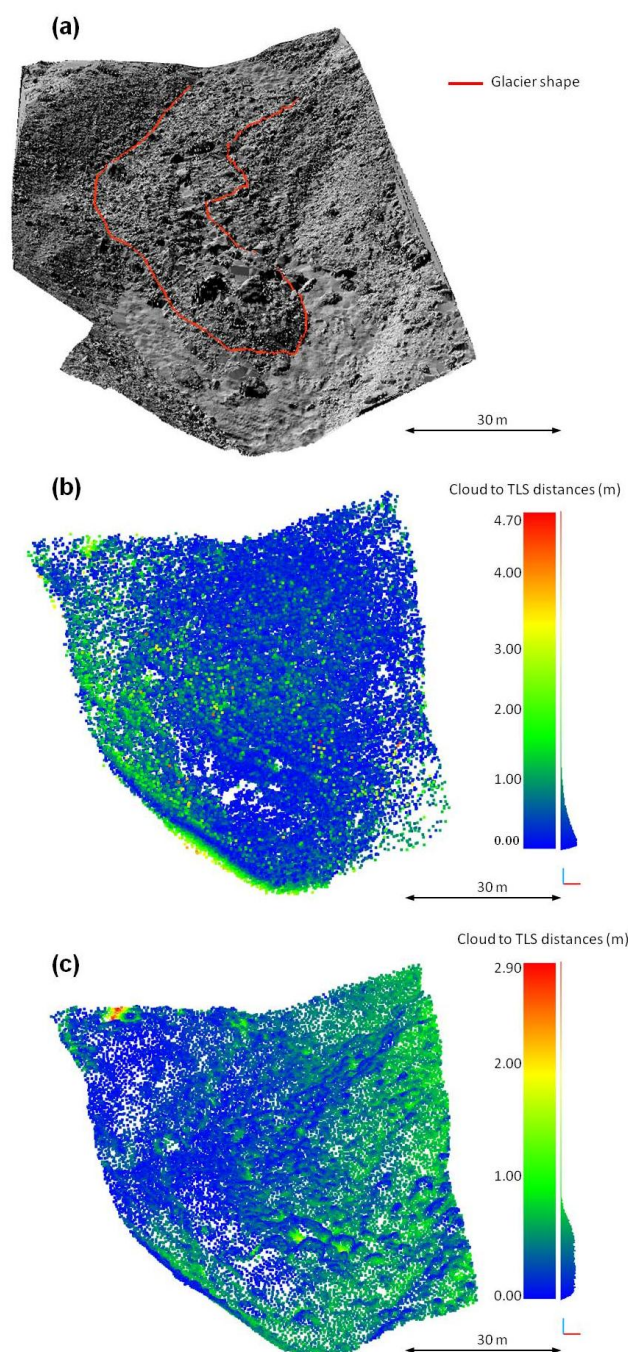 (a)
Glacier shape
30 m
(b)
Cloud to TLS distances (m)
4.70
4.00
3.00
2.00
1.00
0.00
30 m
Cloud to TLS distances (m)
(c)
2.90
2.00
1.00
0.00
30 m